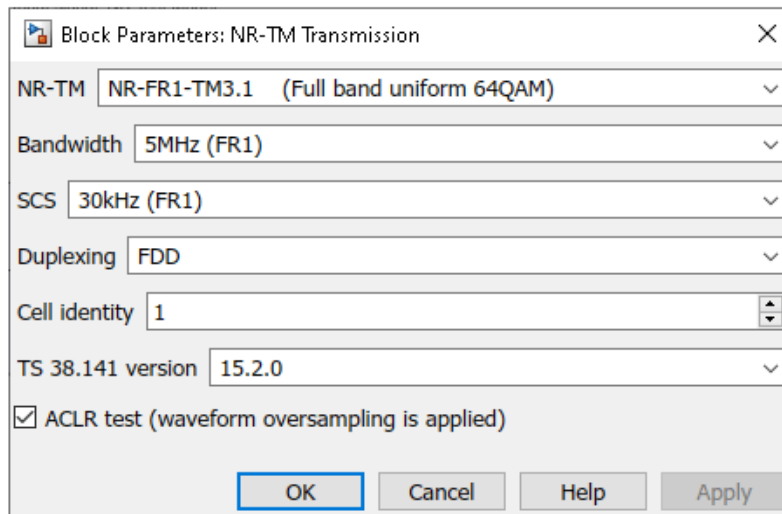 Block Parameters: NR-TM Transmission
NR-TM NR-FR1-TM3.1 (Full band uniform 64QAM)
Bandwidth 5MHz (FR1)
SCS 30kHz (FR1)
Duplexing FDD
Cell identity 1
TS 38.141 version 15.2.0
ACLR test (waveform oversampling is applied)
OK Cancel Help Apply